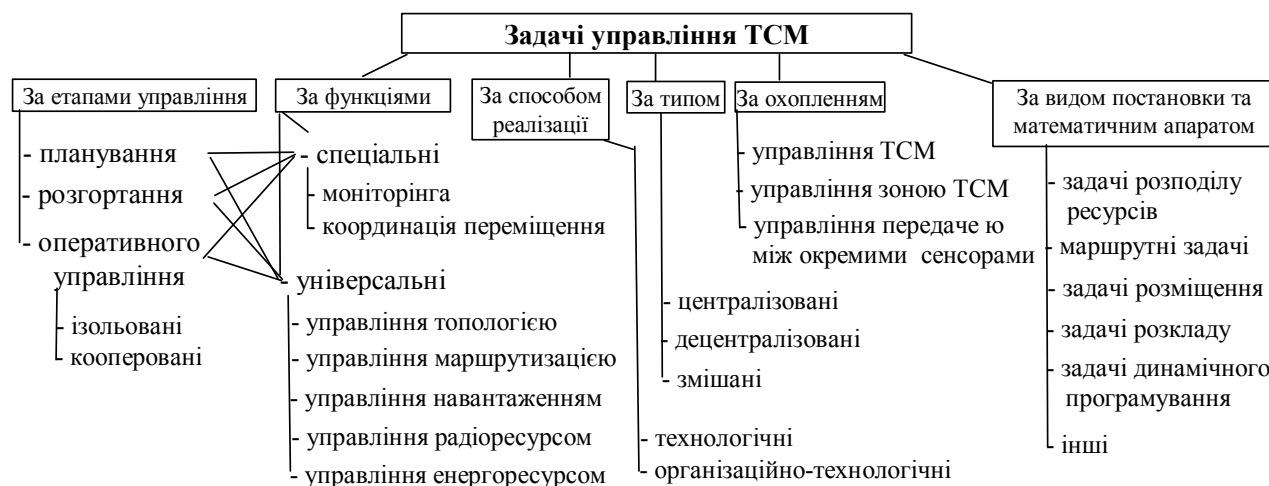 Задачі управління ТСМ
За етапами управління
- планування
- розгортання
- оперативного
управління
- ізольовані
- кооперовані
За функціями
- спеціальні
- моніторінга
- координація переміщення
- універсальні
- управління топологією
- управління маршрутизацією
- управління навантаженням
- управління радіоресурсом
- управління енергоресурсом
За способом
реалізації
- технологічні
- організаційно-технологічні
За типом
- централізовані
- децентралізовані
- змішані
За охопленням
- управління ТСМ
- управління зоною ТСМ
- управління передаче ю
між окремими сенсорами
За видом постановки та
математичним апаратом
- задачі розподілу
ресурсів
- маршрутні задачі
- задачі розміщення
- задачі розкладу
- задачі динамічного
програмування
- інші